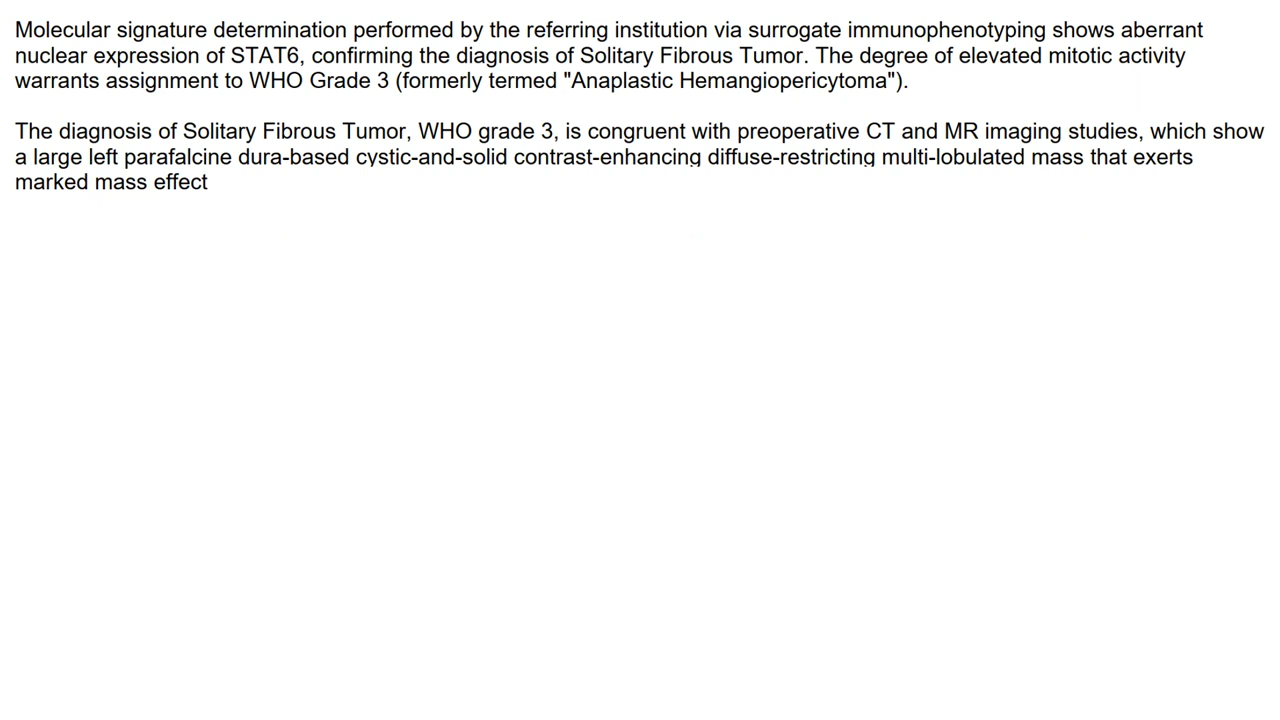 Molecular signature determination performed by the referring institution via surrogate immunophenotyping shows aberrant
nuclear expression of STAT6, confirming the diagnosis of Solitary Fibrous Tumor. The degree of elevated mitotic activity
warrants assignment to WHO Grade 3 (formerly termed "Anaplastic Hemangiopericytoma").
The diagnosis of Solitary Fibrous Tumor, WHO grade 3, is congruent with preoperative CT and MR imaging studies, which show
a large left parafalcine dura-based cystic-and-solid contrast-enhancing diffuse-restricting multi-lobulated mass that exerts
marked mass effect